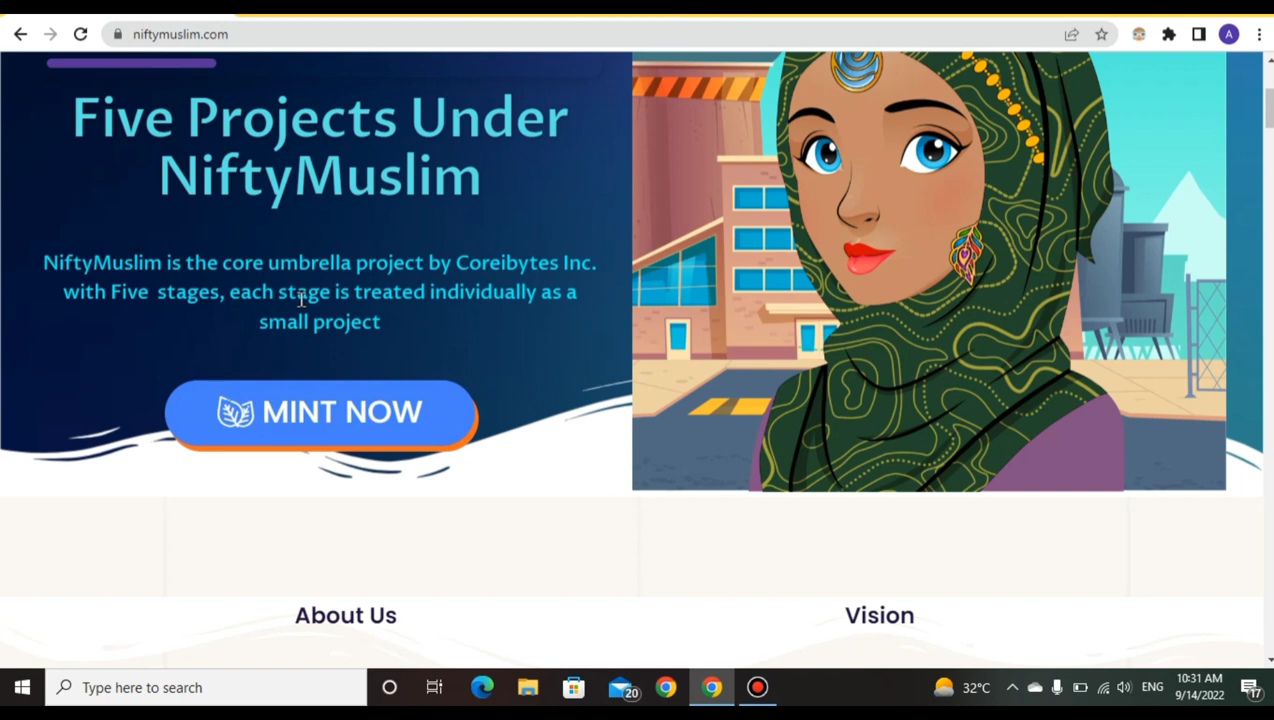 niftymuslim.com
A
Five Projects Under
NiftyMuslim
NiftyMuslim is the core umbrella project by Coreibytes Inc.
with Five stages, each stage is treated individually as a
small project
MINT NOW
About Us
Vision
Type here to search
20
32°C
ENG
10:31 AM
9/14/2022
17